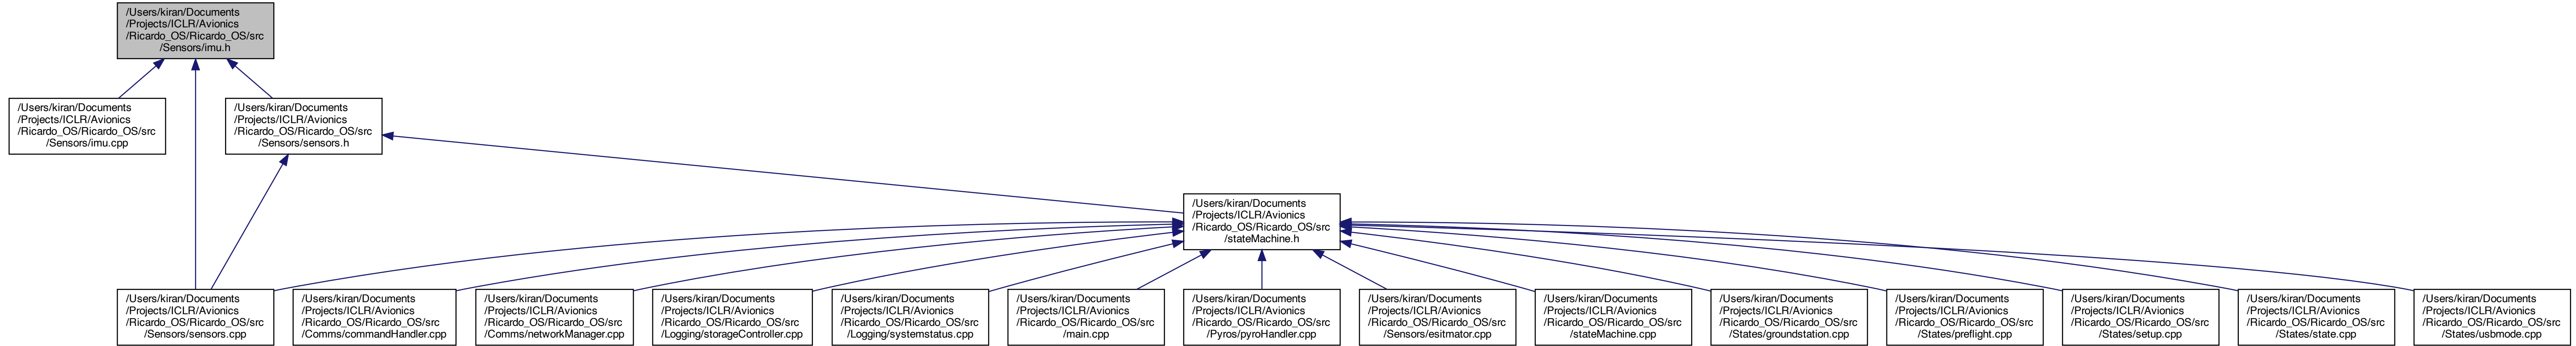 /Users/kiran/Documents
/Projects/ICLR/Avionics
/Ricardo_OS/Ricardo_OS/src
/Sensors/imu.h
/Users/kiran/Documents
/Projects/ICLR/Avionics
/Ricardo_OS/Ricardo_OS/src
/Sensors/imu.cpp
/Users/kiran/Documents
/Projects/ICLR/Avionics
/Ricardo_OS/Ricardo_OS/src
/Sensors/sensors.h
/Users/kiran/Documents
/Projects/ICLR/Avionics
/Ricardo_OS/Ricardo_OS/src
/stateMachine.h
/Users/kiran/Documents
/Projects/ICLR/Avionics
/Ricardo_OS/Ricardo_OS/src
/Sensors/sensors.cpp
/Users/kiran/Documents
/Projects/ICLR/Avionics
/Ricardo_OS/Ricardo_OS/src
/Comms/commandHandler.cpp
/Users/kiran/Documents
/Projects/ICLR/Avionics
/Ricardo_OS/Ricardo_OS/src
/Comms/networkManager.cpp
/Users/kiran/Documents
/Projects/ICLR/Avionics
/Ricardo_OS/Ricardo_OS/src
/Logging/storageController.cpp
/Users/kiran/Documents
/Projects/ICLR/Avionics
/Ricardo_OS/Ricardo_OS/src
/Logging/systemstatus.cpp
/Users/kiran/Documents
/Projects/ICLR/Avionics
/Ricardo_OS/Ricardo_OS/src
/main.cpp
/Users/kiran/Documents
/Projects/ICLR/Avionics
/Ricardo_OS/Ricardo_OS/src
/Pyros/pyroHandler.cpp
/Users/kiran/Documents
/Projects/ICLR/Avionics
/Ricardo_OS/Ricardo_OS/src
/Sensors/esitmator.cpp
/Users/kiran/Documents
/Projects/ICLR/Avionics
/Ricardo_OS/Ricardo_OS/src
/stateMachine.cpp
/Users/kiran/Documents
/Projects/ICLR/Avionics
/Ricardo_OS/Ricardo_OS/src
/States/groundstation.cpp
/Users/kiran/Documents
/Projects/ICLR/Avionics
/Ricardo_OS/Ricardo_OS/src
/States/preflight.cpp
/Users/kiran/Documents
/Projects/ICLR/Avionics
/Ricardo_OS/Ricardo_OS/src
/States/setup.cpp
/Users/kiran/Documents
/Projects/ICLR/Avionics
/Ricardo_OS/Ricardo_OS/src
/States/state.cpp
/Users/kiran/Documents
/Projects/ICLR/Avionics
/Ricardo_OS/Ricardo_OS/src
/States/usbmode.cpp